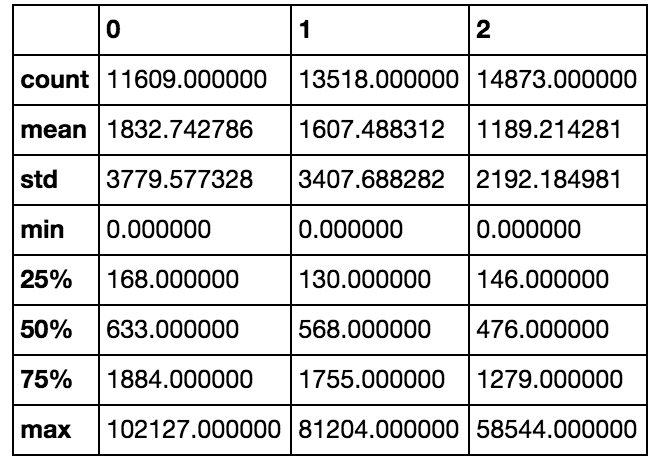 0 1 2
count 11609.000000 13518.000000 14873.000000
mean 1832.742786 1607.488312 1189.214281
std 3779.577328 3407.688282 2192.184981
min 0.000000 0.000000 0.000000
25% 168.000000 130.000000 146.000000
50% 633.000000 568.000000 476.000000
75% 1884.000000 1755.000000 1279.000000
max 102127.000000 81204.000000 58544.000000